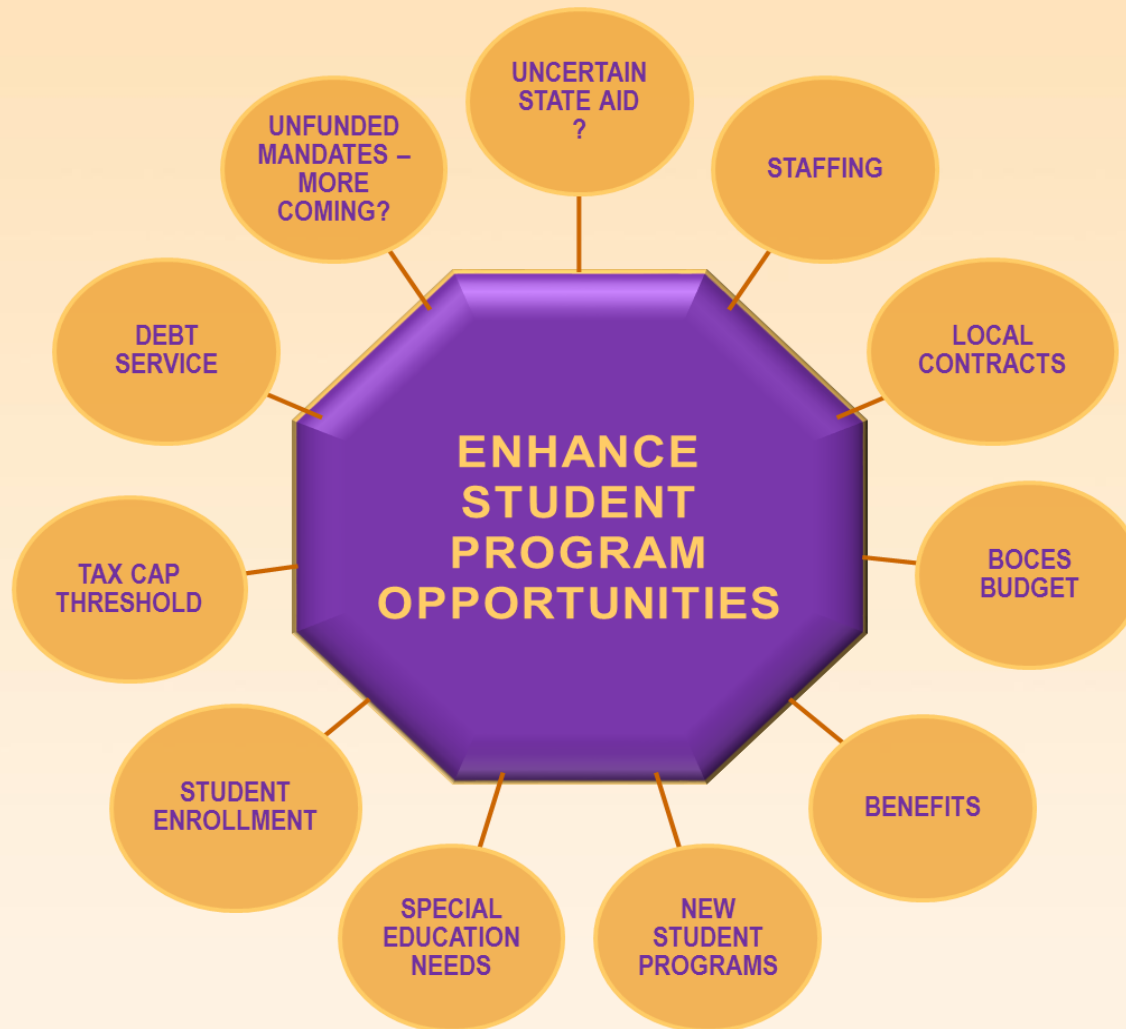 UNCERTAIN
STATE AID
?
STAFFING
LOCAL
CONTRACTS
BOCES
BUDGET
BENEFITS
NEW
STUDENT
PROGRAMS
SPECIAL
EDUCATION
NEEDS
STUDENT
ENROLLMENT
TAX CAP
THRESHOLD
DEBT
SERVICE
UNFUNDED
MANDATES –
MORE
COMING?
ENHANCE
STUDENT
PROGRAM
OPPORTUNITIES